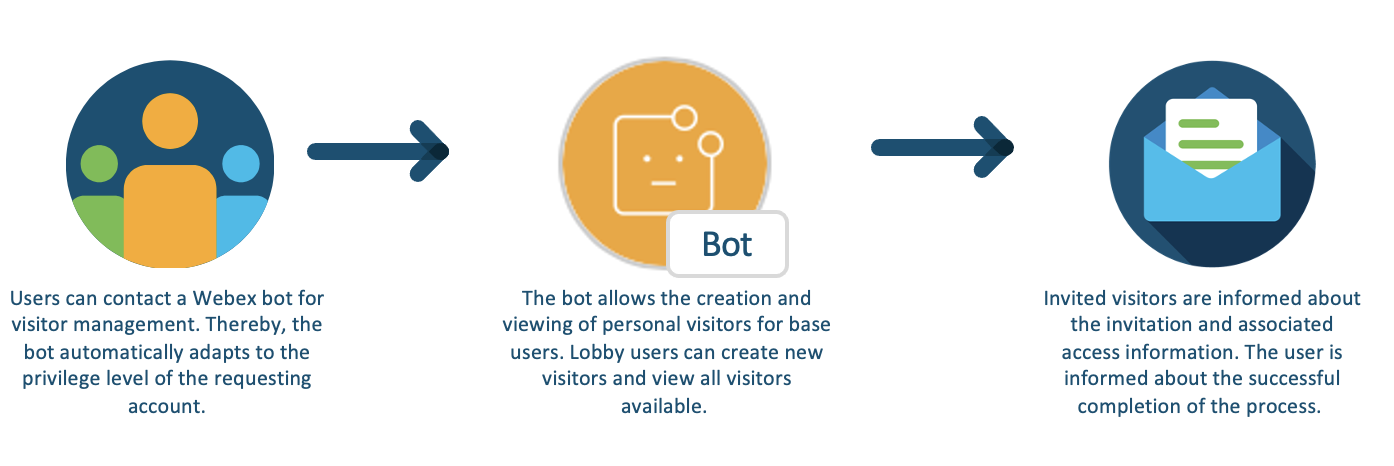 Bot
Users can contact a Webex bot for
visitor management. Thereby, the
bot automatically adapts to the
privilege level of the requesting
account.
The bot allows the creation and
viewing of personal visitors for base
users. Lobby users can create new
visitors and view all visitors
available.
Invited visitors are informed about
the invitation and associated
access information. The user is
informed about the successful
completion of the process.